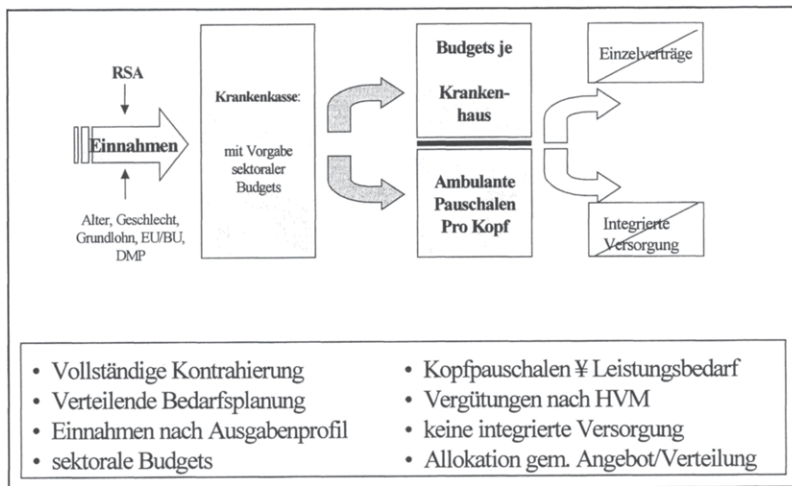 RSA
Einnahmen
Alter, Geschlecht,
Grundlohn, EU/BU,
DMP
Krankenkasse:
mit Vorgabe
sektoraler
Budgets
Budgets je
Kranken-
haus
Ambulante
Pauschalen
Pro Kopf
Einzelverträge
Integrierte
Versorgung
• Vollständige Kontrahierung
• Verteilende Bedarfsplanung
• Einnahmen nach Ausgabenprofil
• sektorale Budgets
• Kopfpauschalen ¥ Leistungsbedarf
• Vergütungen nach HVM
• keine integrierte Versorgung
• Allokation gem. Angebot/Verteilung